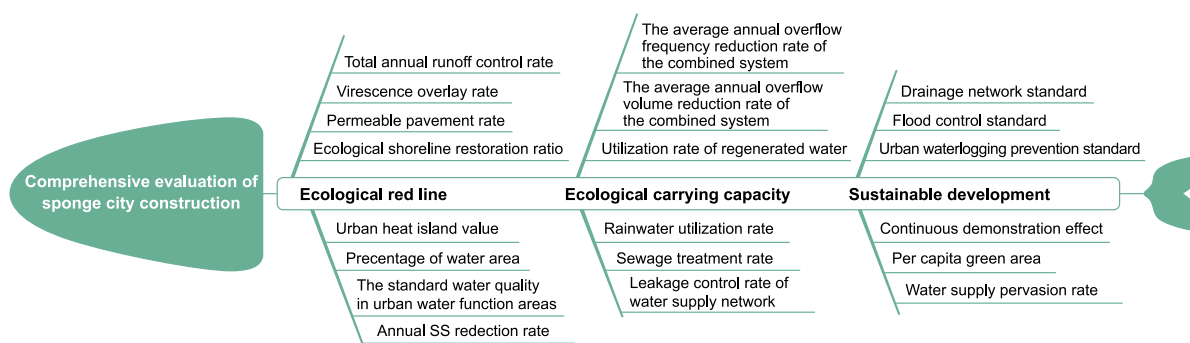 Total annual runoff control rate
Virescence overlay rate
Permeable pavement rate
Ecological shoreline restoration ratio
The average annual overflow
frequency reduction rate of
the combined system
The average annual overflow
volume reduction rate of
the combined system
Utilization rate of regenerated water
Drainage network standard
Flood control standard
Urban waterlogging prevention standard
Comprehensive evaluation of
sponge city construction
Ecological red line
Ecological carrying capacity
Sustainable development
Urban heat island value
Precentage of water area
The standard water quality
in urban water function areas
Annual SS redection rate
Rainwater utilization rate
Sewage treatment rate
Leakage control rate of
water supply network
Continuous demonstration effect
Per capita green area
Water supply pervasion rate